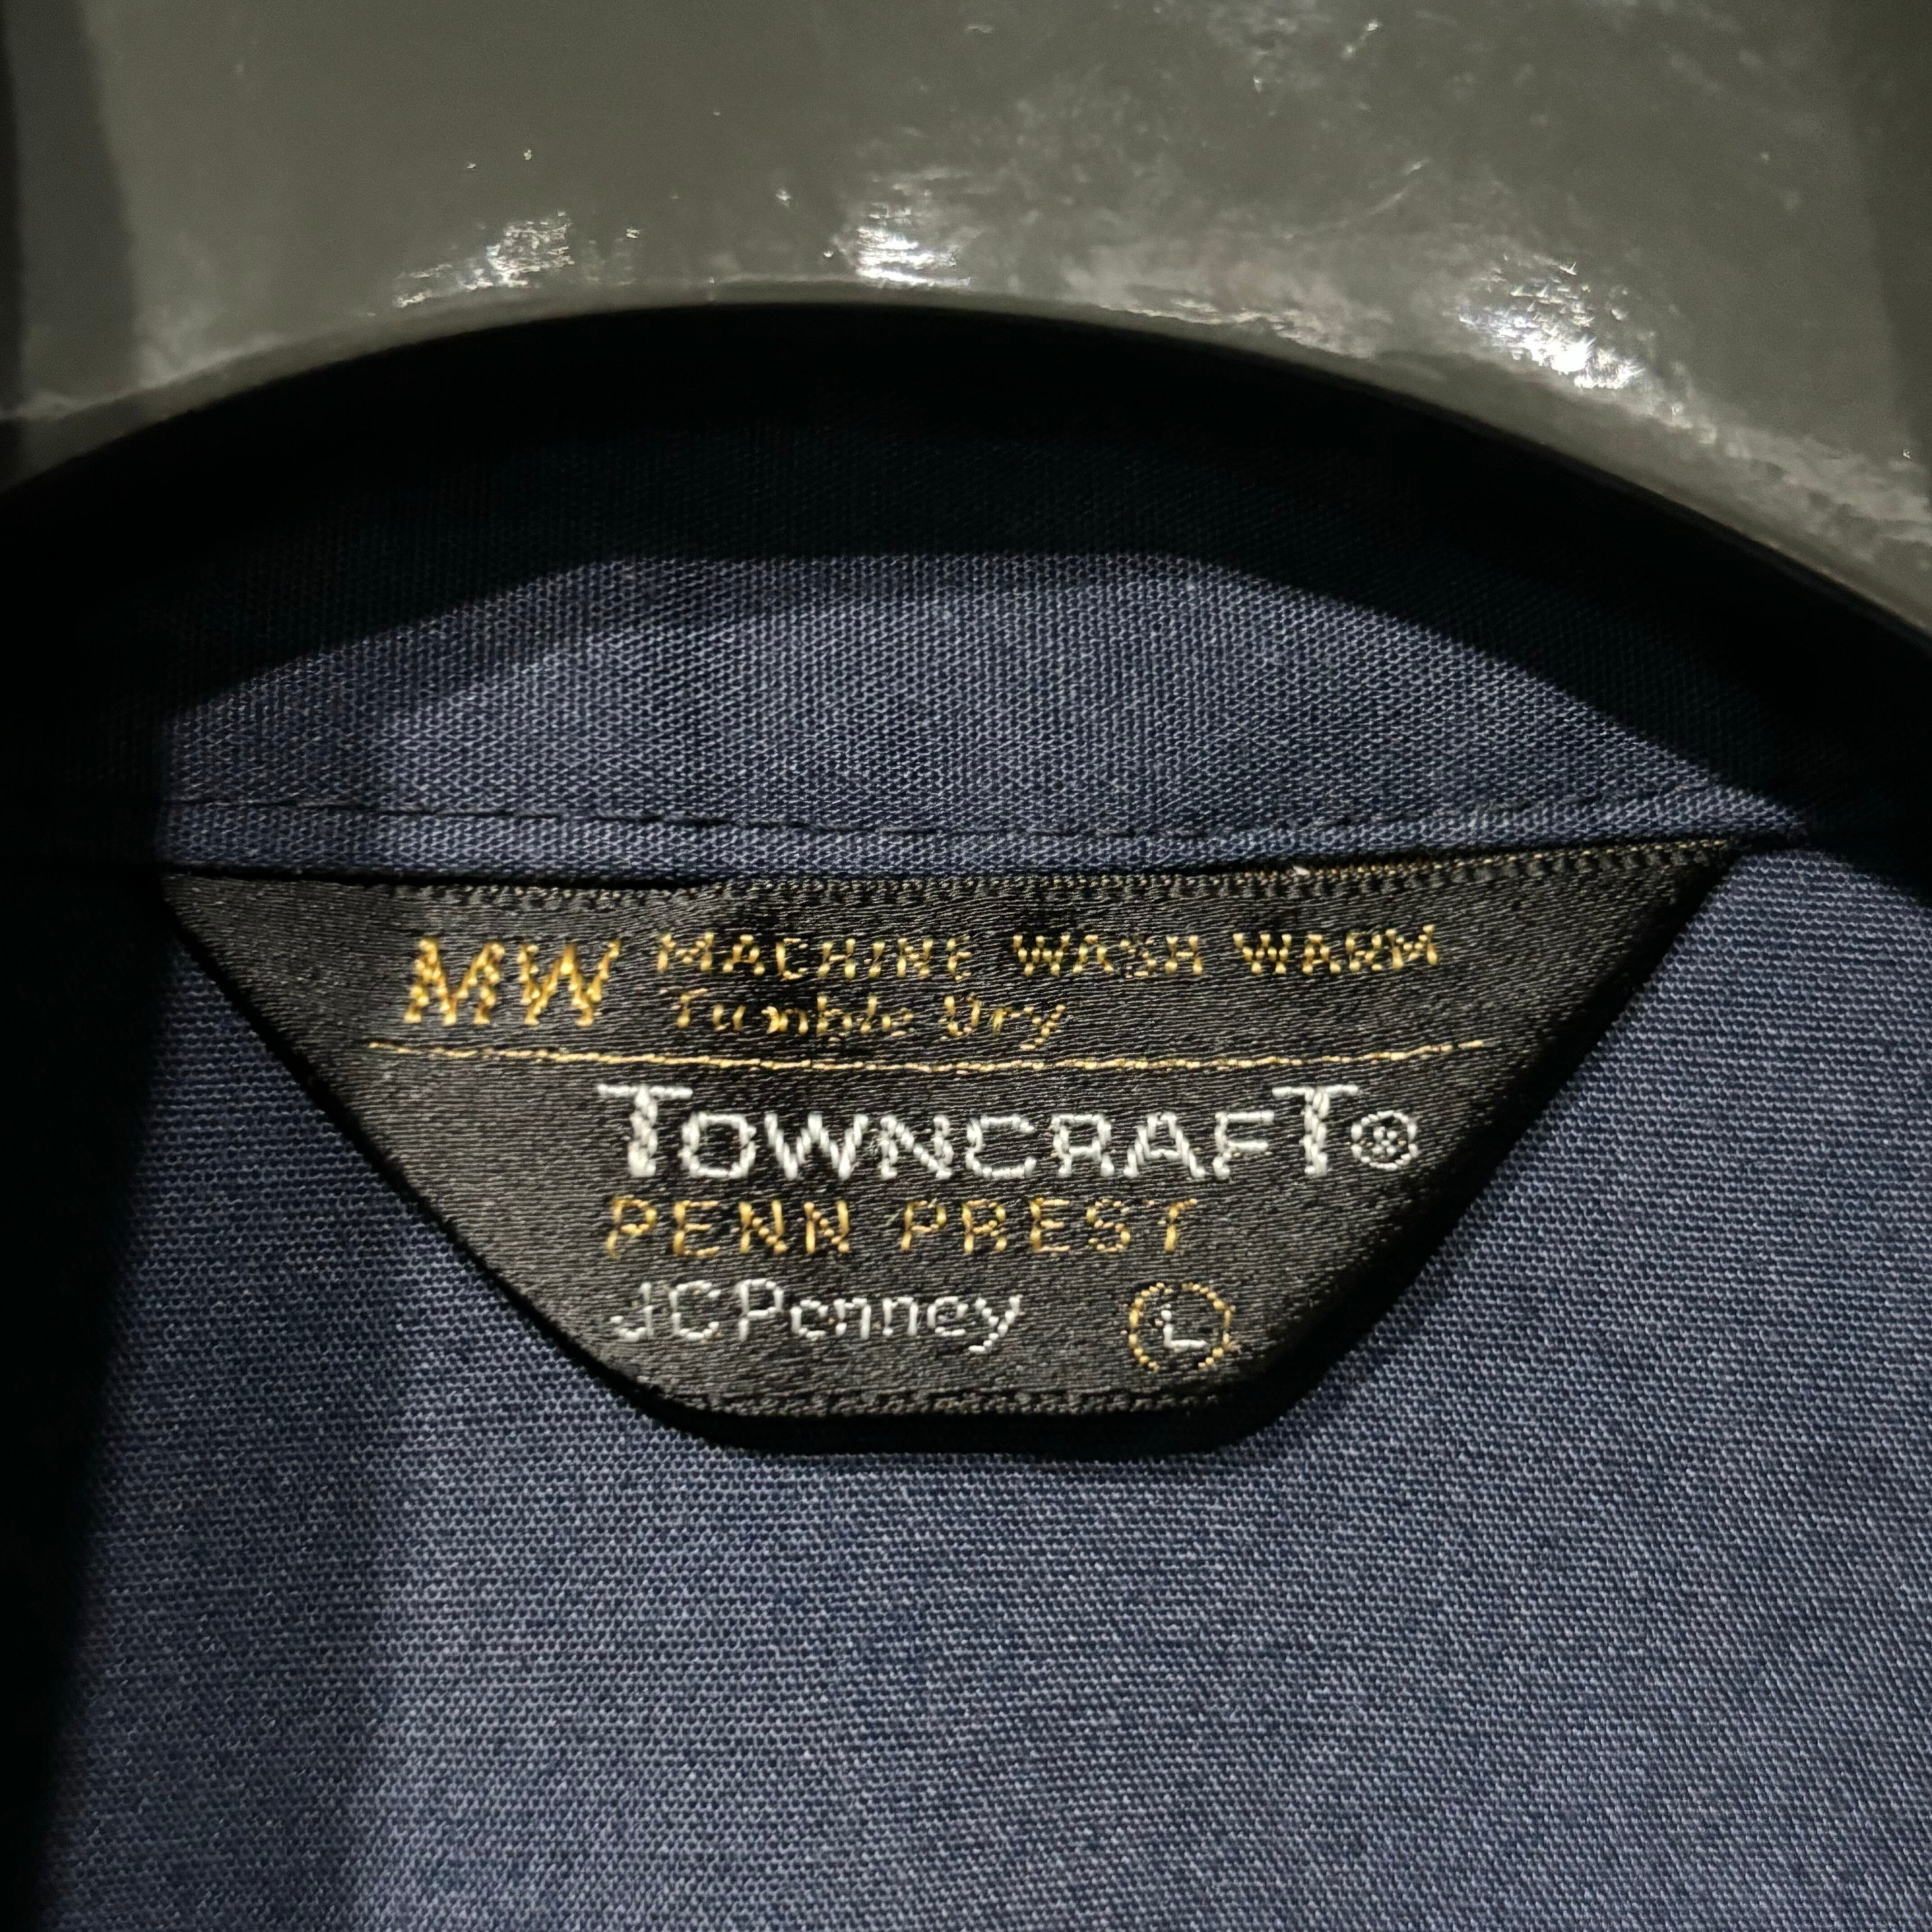 MW MACHINE WASH WARM
Tumble Dry
TOWNCRAFT®
PENN PREST
JCPenney L